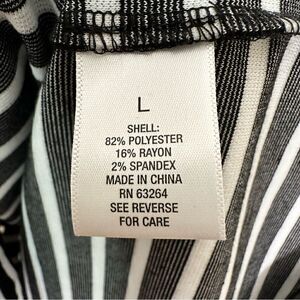 L
SHELL:
82% POLYESTER
16% RAYON
2% SPANDEX
MADE IN CHINA
RN 63264
SEE REVERSE
FOR CARE